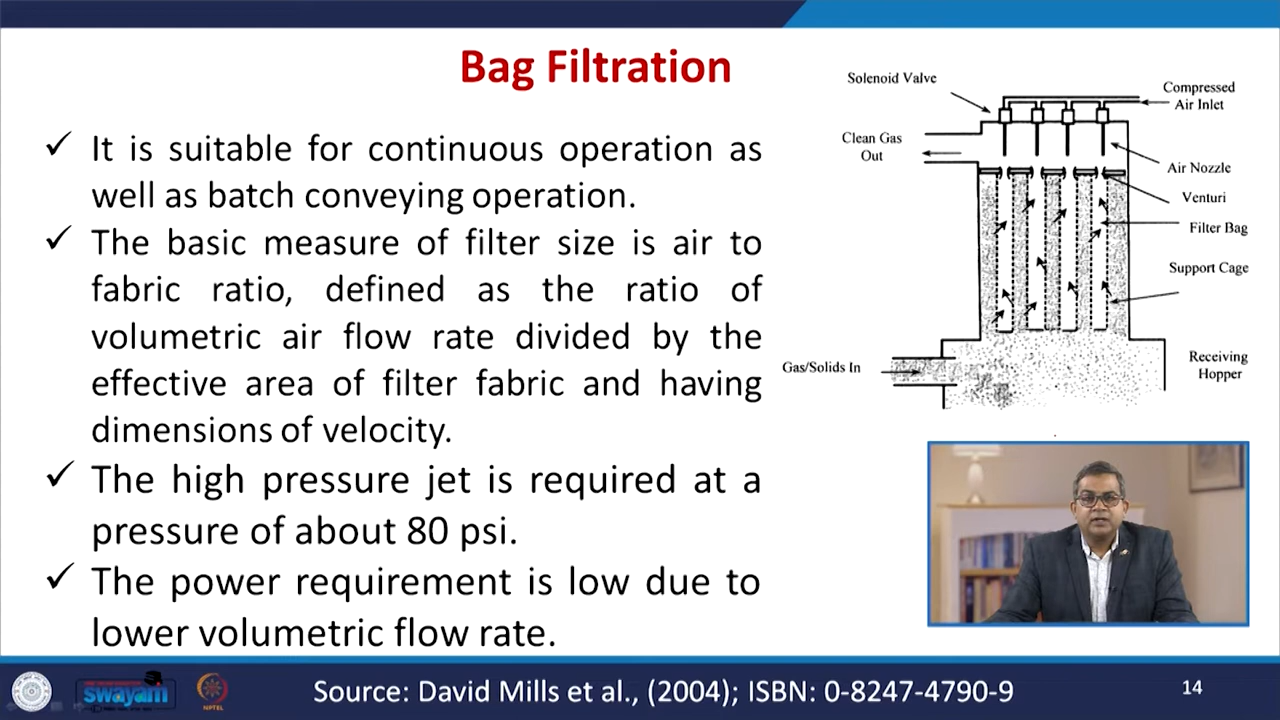 Bag Filtration
✓ It is suitable for continuous operation as
well as batch conveying operation.
✓ The basic measure of filter size is air to
fabric ratio, defined as the ratio of
volumetric air flow rate divided by the
effective area of filter fabric and having
dimensions of velocity.
✓ The high pressure jet is required at a
pressure of about 80 psi.
✓ The power requirement is low due to
lower volumetric flow rate.
Solenoid Valve
Compressed
Air Inlet
Clean Gas
Out
Air Nozzle
Venturi
Filter Bag
Support Cage
Gas/Solids In
Receiving
Hopper
swayam
NPTEL
Source: David Mills et al., (2004); ISBN: 0-8247-4790-9
14